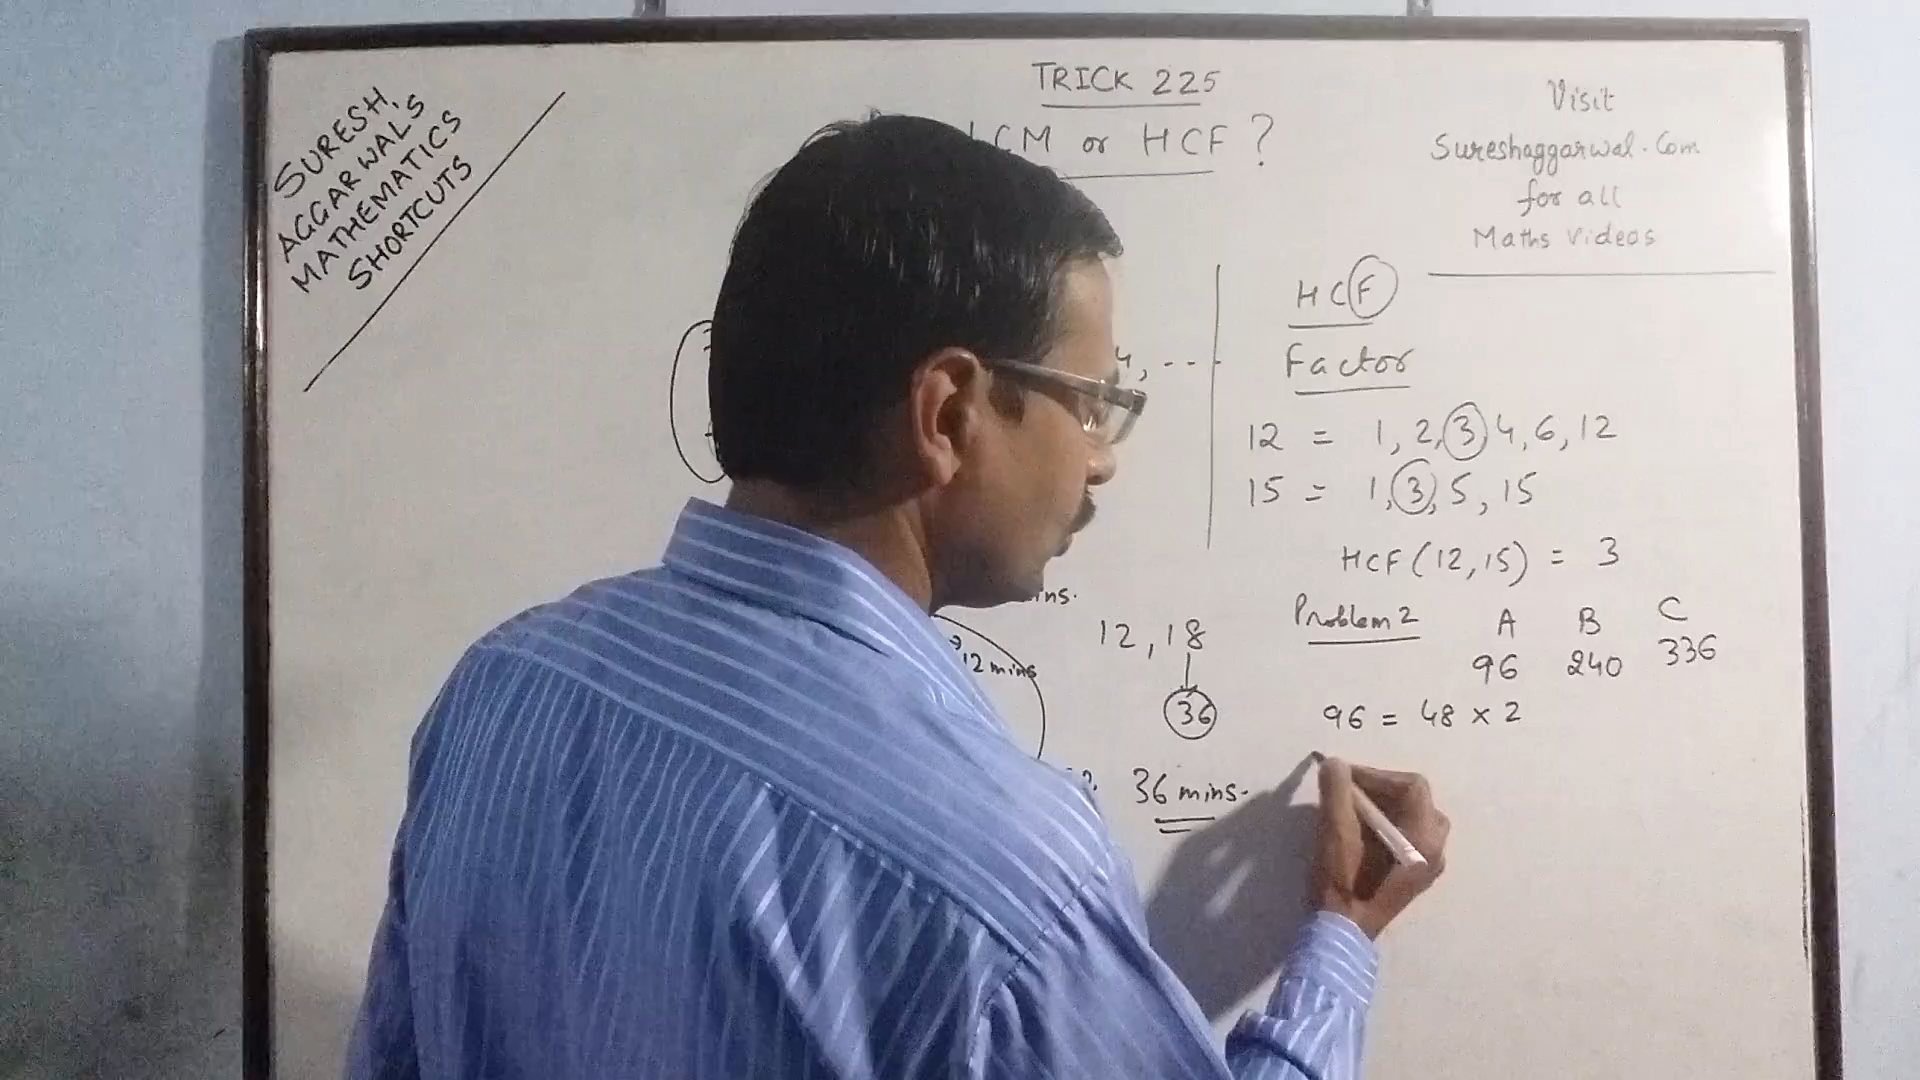 SURESH
AGGARWAL'S
MATHEMATICS
SHORTCUTS
TRICK 225
LCM or HCF ?
Visit
Sureshaggarwal.Com
for all
Maths Videos
HCF
Factor
12 = 1, 2, 3 4, 6, 12
15 = 1, 3, 5, 15
HCF (12, 15) = 3
12 mins
12, 18
36
36 mins.
Problem 2
A B C
96 240 336
96 = 48 × 2